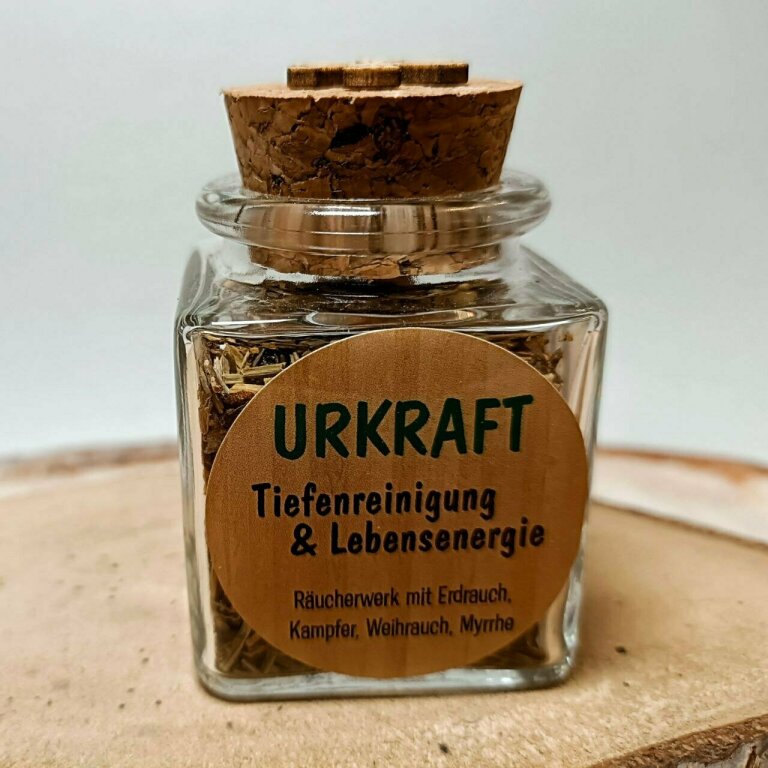 URKRAFT
Tiefenreinigung
& Lebensenergie
Räucherwerk mit Erdrauch,
Kampfer, Weihrauch, Myrrhe